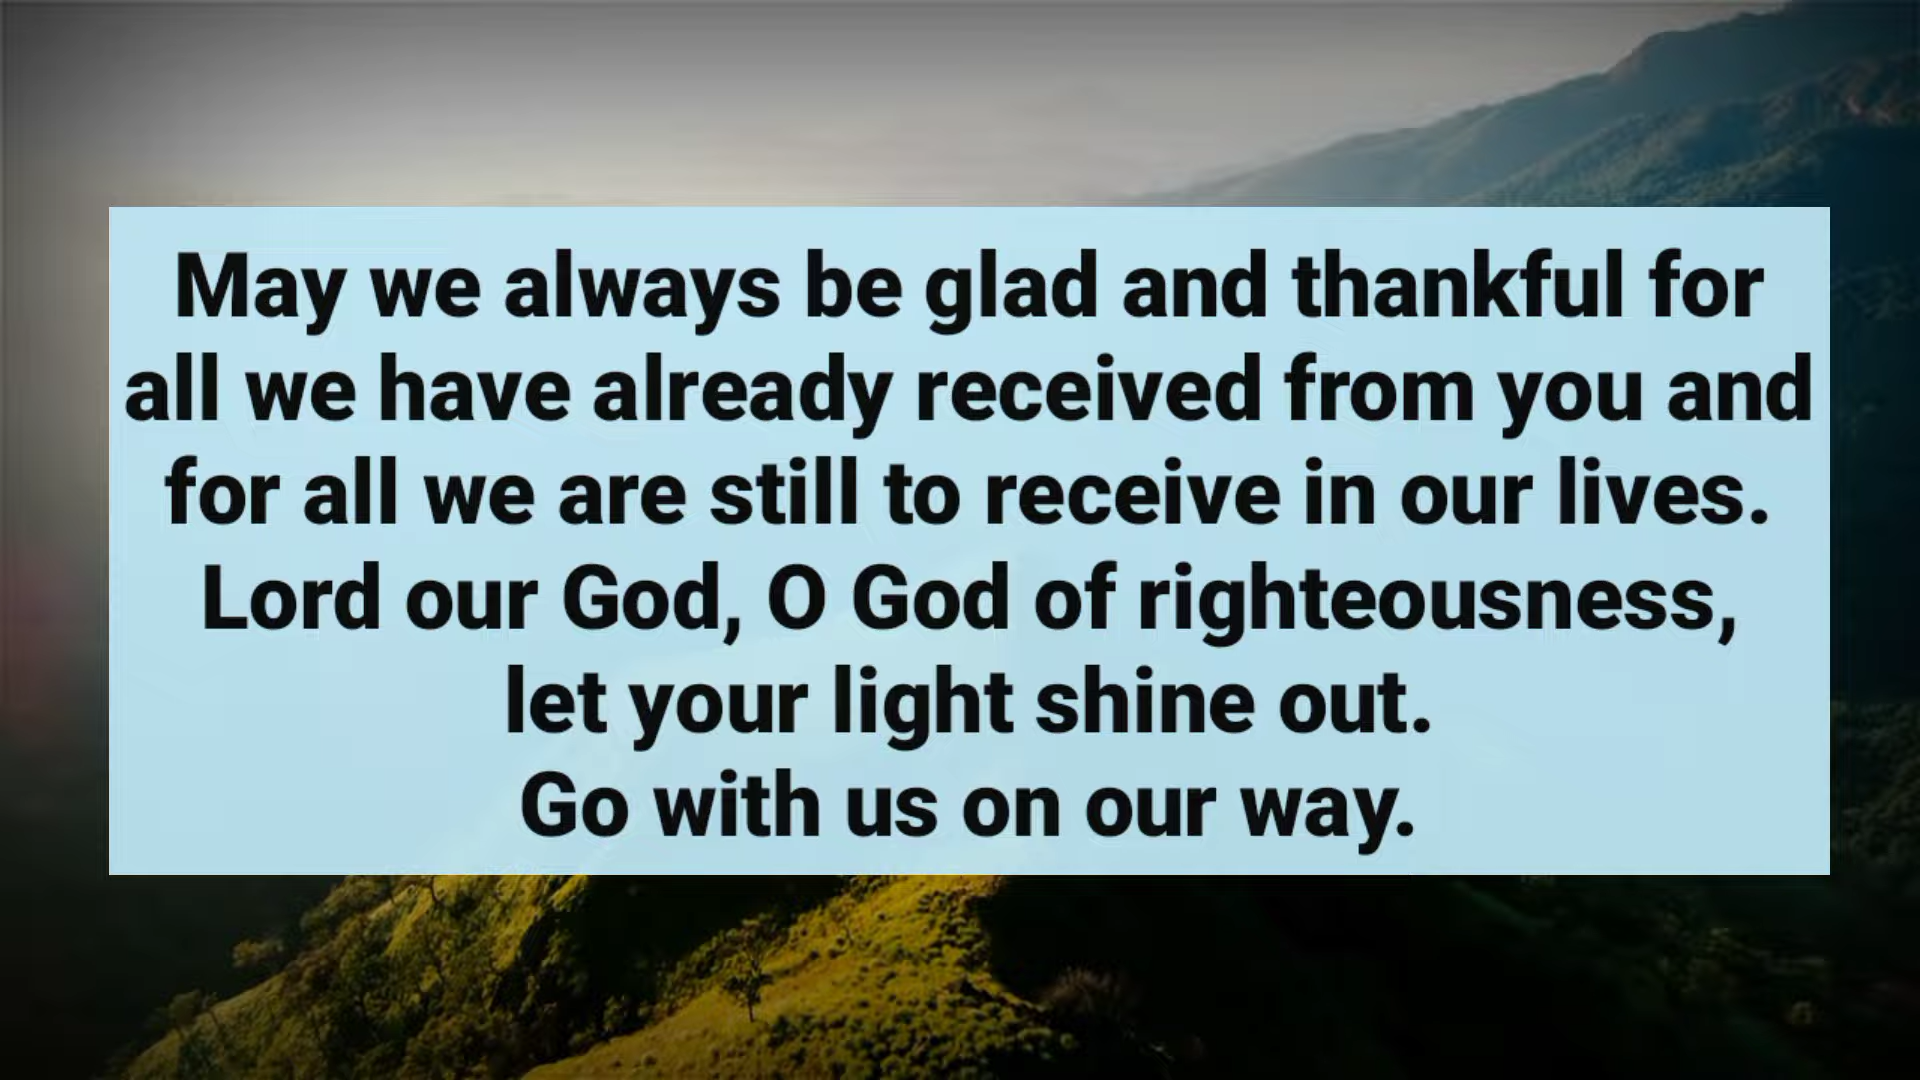 May we always be glad and thankful for
all we have already received from you and
for all we are still to receive in our lives.
Lord our God, O God of righteousness,
let your light shine out.
Go with us on our way.